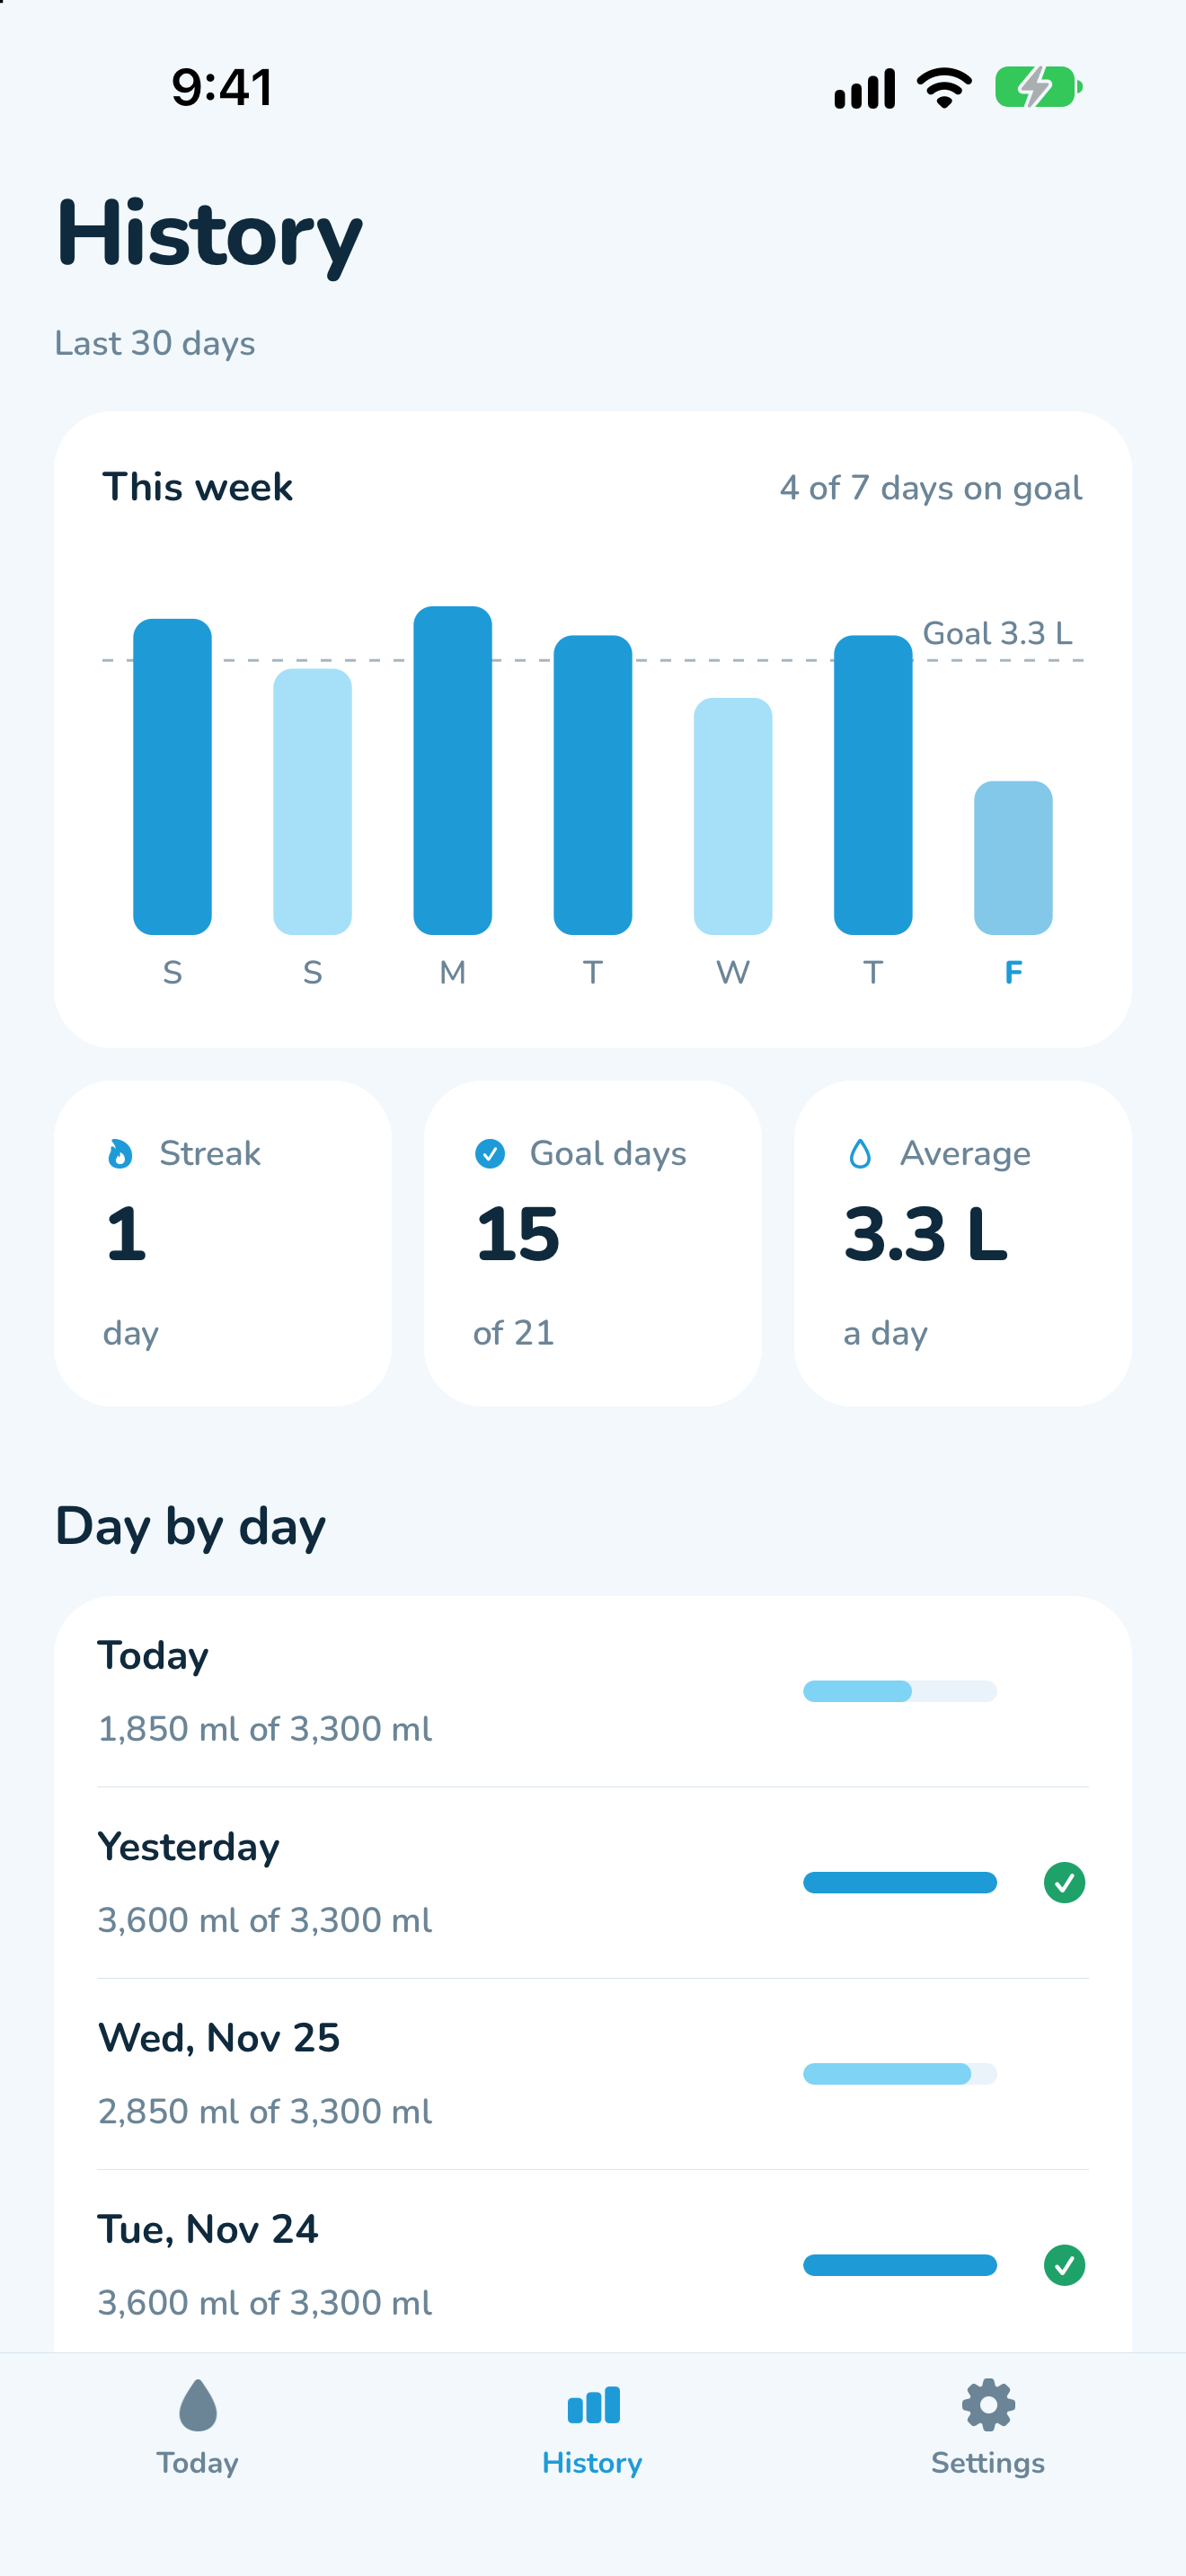 9:41
History
Last 30 days
This week
4 of 7 days on goal
Goal 3.3 L
S S M T W T F
Streak
1
day
Goal days
15
of 21
Average
3.3 L
a day
Day by day
Today
1,850 ml of 3,300 ml
Yesterday
3,600 ml of 3,300 ml
Wed, Nov 25
2,850 ml of 3,300 ml
Tue, Nov 24
3,600 ml of 3,300 ml
Today
History
Settings